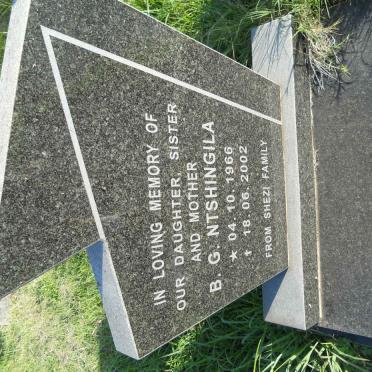 IN LOVING MEMORY OF
OUR DAUGHTER, SISTER
AND MOTHER
B. G. NTSHINGILA
★ 04. 10. 1966
✝ 18. 06. 2002
FROM SHEZI FAMILY